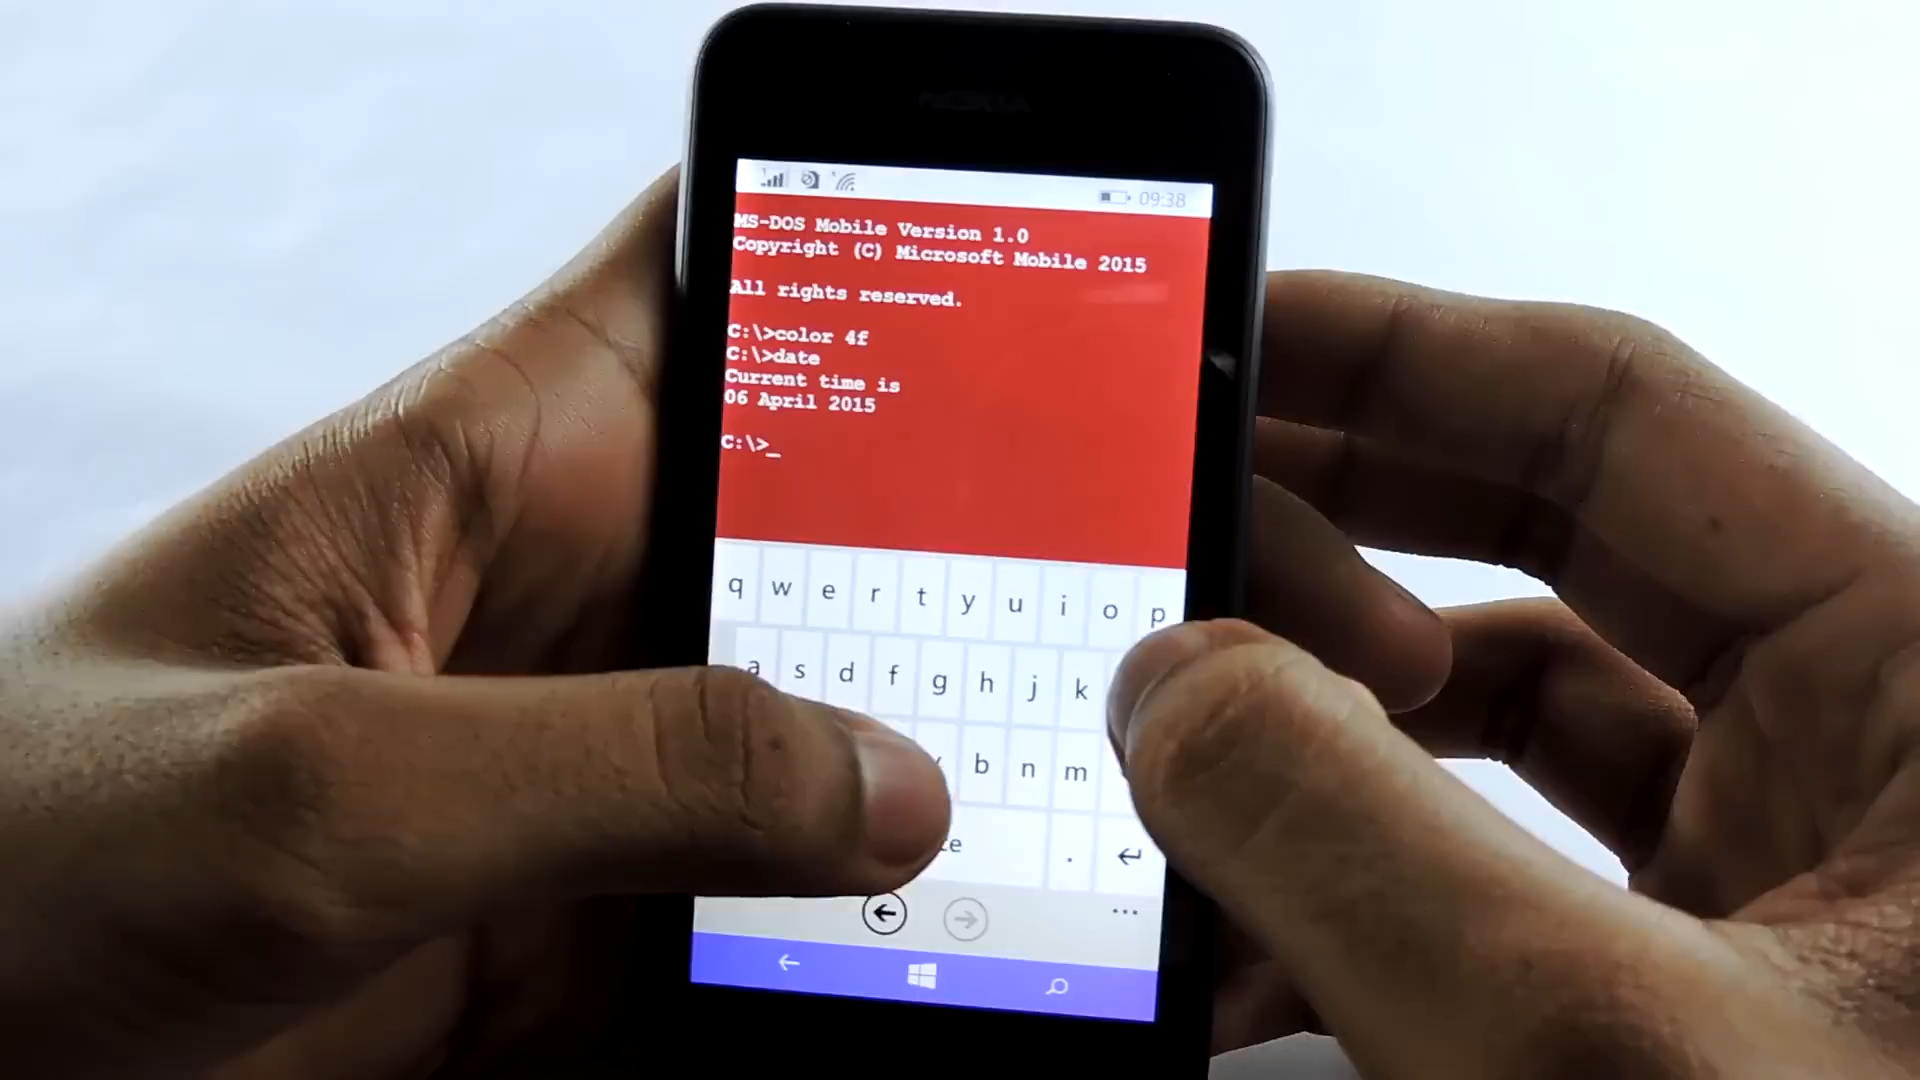 NOKIA
09:38
MS-DOS Mobile Version 1.0
Copyright (C) Microsoft Mobile 2015
All rights reserved.
C:\>color 4f
C:\>date
Current time is
06 April 2015
C:\>_
q w e r t y u i o p
a s d f g h j k
b n m
. ↵